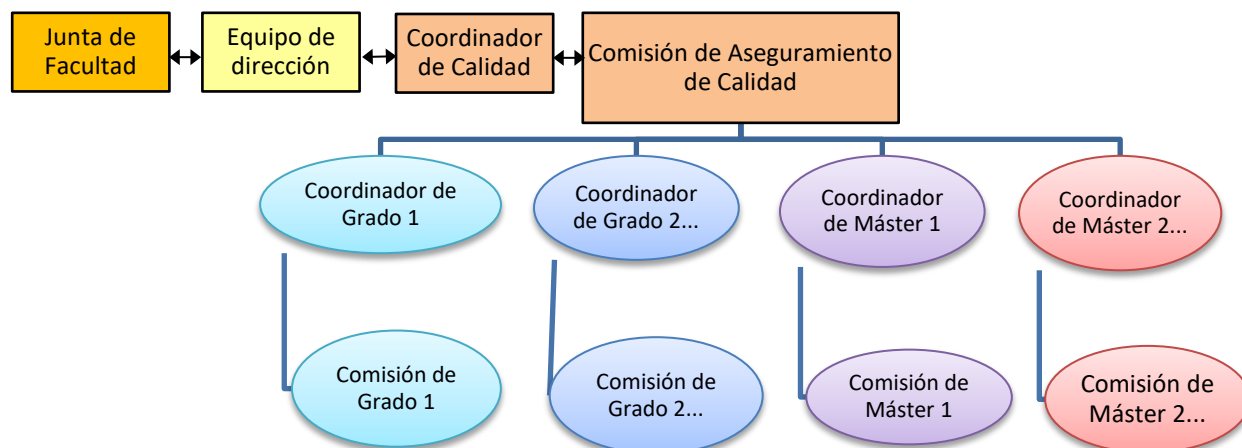 Junta de
Facultad
Equipo de
dirección
Coordinador
de Calidad
Comisión de Aseguramiento
de Calidad
Coordinador de
Grado 1
Coordinador
de Grado 2...
Coordinador
de Máster 1
Coordinador
de Máster 2...
Comisión de
Grado 1
Comisión de
Grado 2...
Comisión de
Máster 1
Comisión de
Máster 2...